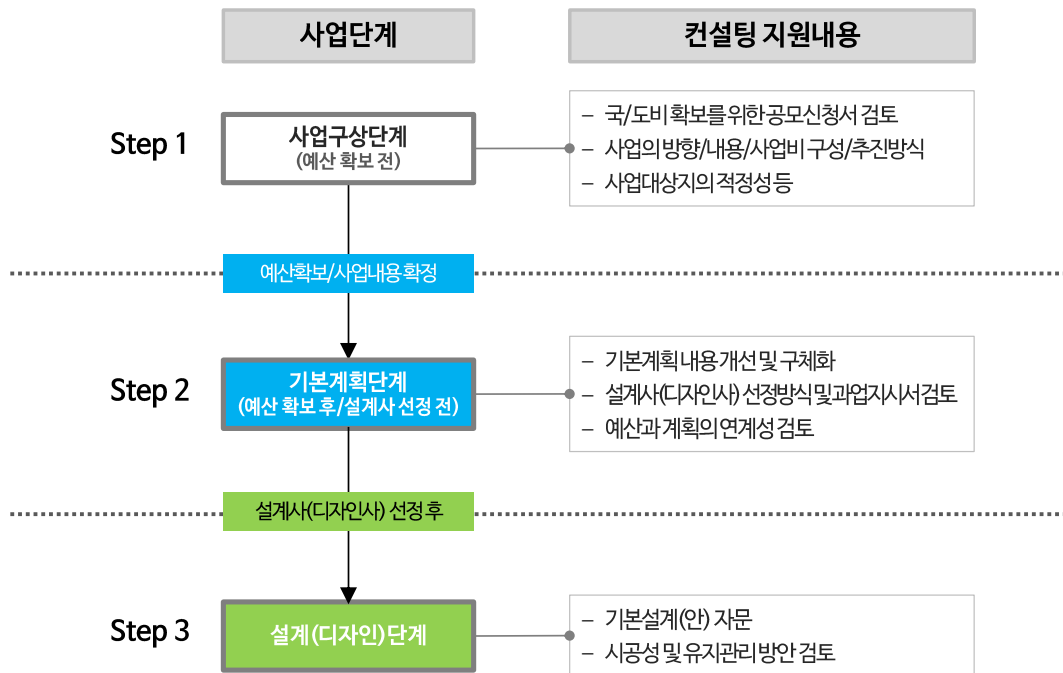 사업단계
컨설팅 지원내용
Step 1
사업구상단계
(예산 확보 전)
– 국/도비 확보를 위한 공모신청서 검토
– 사업의 방향/내용/사업비 구성/추진방식
– 사업대상지의 적정성 등
예산확보/사업내용 확정
Step 2
기본계획단계
(예산 확보 후/설계사 선정 전)
– 기본계획 내용 개선 및 구체화
– 설계사(디자인사) 선정방식 및 과업지시서 검토
– 예산과 계획의 연계성 검토
설계사(디자인사) 선정 후
Step 3
설계(디자인)단계
– 기본설계(안) 자문
– 시공성 및 유지관리 방안 검토